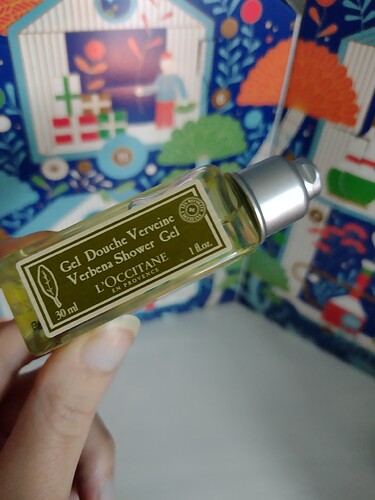 Gel Douche Verveine
Verbena Shower Gel
L'OCCITANE
EN PROVENCE
30 ml
1 fl.oz.